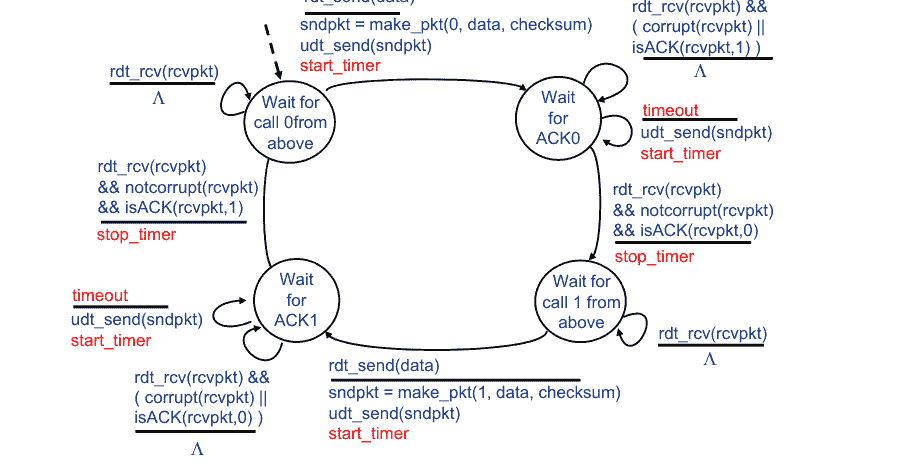 rdt_send(data)
sndpkt = make_pkt(0, data, checksum)
udt_send(sndpkt)
start_timer
rdt_rcv(rcvpkt) &&
( corrupt(rcvpkt) ||
isACK(rcvpkt,1) )
Λ
rdt_rcv(rcvpkt)
Λ
Wait for
call 0from
above
Wait
for
ACK0
timeout
udt_send(sndpkt)
start_timer
rdt_rcv(rcvpkt)
&& notcorrupt(rcvpkt)
&& isACK(rcvpkt,1)
stop_timer
rdt_rcv(rcvpkt)
&& notcorrupt(rcvpkt)
&& isACK(rcvpkt,0)
stop_timer
timeout
udt_send(sndpkt)
start_timer
Wait
for
ACK1
Wait for
call 1 from
above
rdt_rcv(rcvpkt)
Λ
rdt_rcv(rcvpkt) &&
( corrupt(rcvpkt) ||
isACK(rcvpkt,0) )
Λ
rdt_send(data)
sndpkt = make_pkt(1, data, checksum)
udt_send(sndpkt)
start_timer